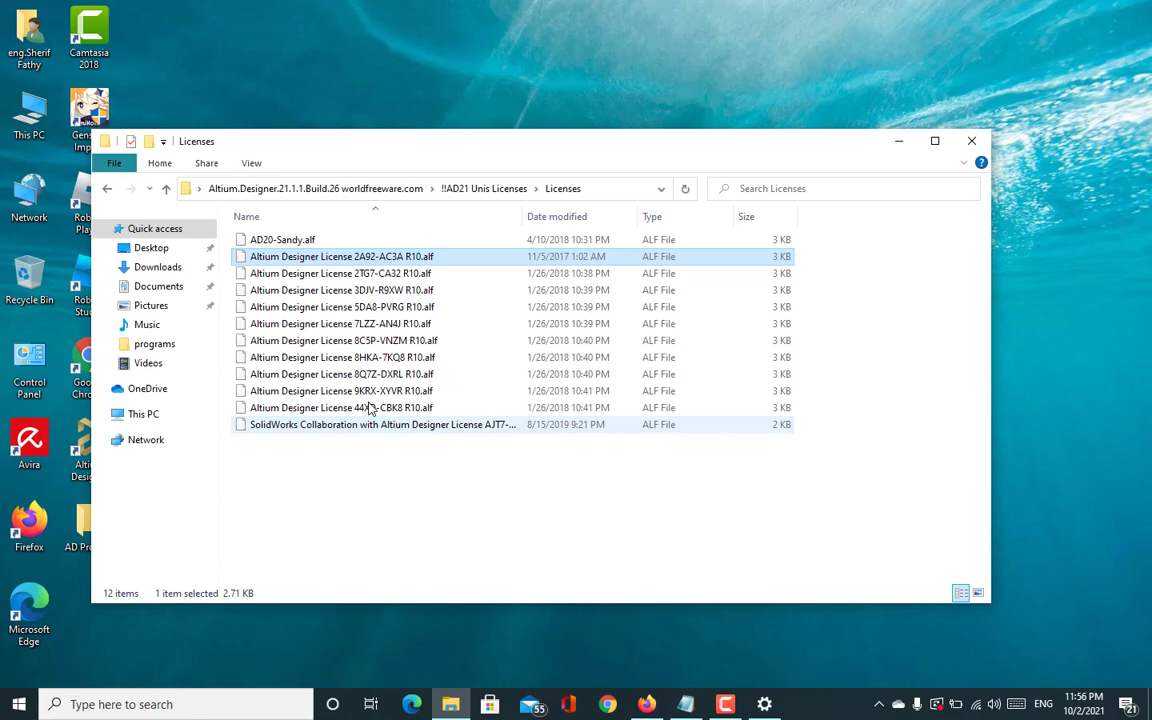 eng.Sherif
Fathy
Camtasia
2018
This PC
Gens
Imp
Network
Rob
Play
Recycle Bin
Rob
Stu
Control
Panel
Goo
Chro
Avira
Altiu
Desig
Firefox
AD Pro
Microsoft
Edge
Licenses
File
Home
Share
View
Altium.Designer.21.1.1.Build.26 worldfreeware.com
!!AD21 Unis Licenses
Licenses
Search Licenses
Name
Date modified
Type
Size
Quick access
Desktop
Downloads
Documents
Pictures
Music
programs
Videos
OneDrive
This PC
Network
AD20-Sandy.alf 4/10/2018 10:31 PM ALF File 3 KB
Altium Designer License 2A92-AC3A R10.alf 11/5/2017 1:02 AM ALF File 3 KB
Altium Designer License 2TG7-CA32 R10.alf 1/26/2018 10:38 PM ALF File 3 KB
Altium Designer License 3DJV-R9XW R10.alf 1/26/2018 10:39 PM ALF File 3 KB
Altium Designer License 5DA8-PVRG R10.alf 1/26/2018 10:39 PM ALF File 3 KB
Altium Designer License 7LZZ-AN4J R10.alf 1/26/2018 10:39 PM ALF File 3 KB
Altium Designer License 8C5P-VNZM R10.alf 1/26/2018 10:40 PM ALF File 3 KB
Altium Designer License 8HKA-7KQ8 R10.alf 1/26/2018 10:40 PM ALF File 3 KB
Altium Designer License 8Q7Z-DXRL R10.alf 1/26/2018 10:40 PM ALF File 3 KB
Altium Designer License 9KRX-XYVR R10.alf 1/26/2018 10:41 PM ALF File 3 KB
Altium Designer License R10.alf 1/26/2018 10:41 PM ALF File 3 KB
SolidWorks Collaboration with Altium Designer License AJT7-... 8/15/2019 9:21 PM ALF File 2 KB
12 items
1 item selected 2.71 KB
Type here to search
55
ENG
11:56 PM
10/2/2021
21